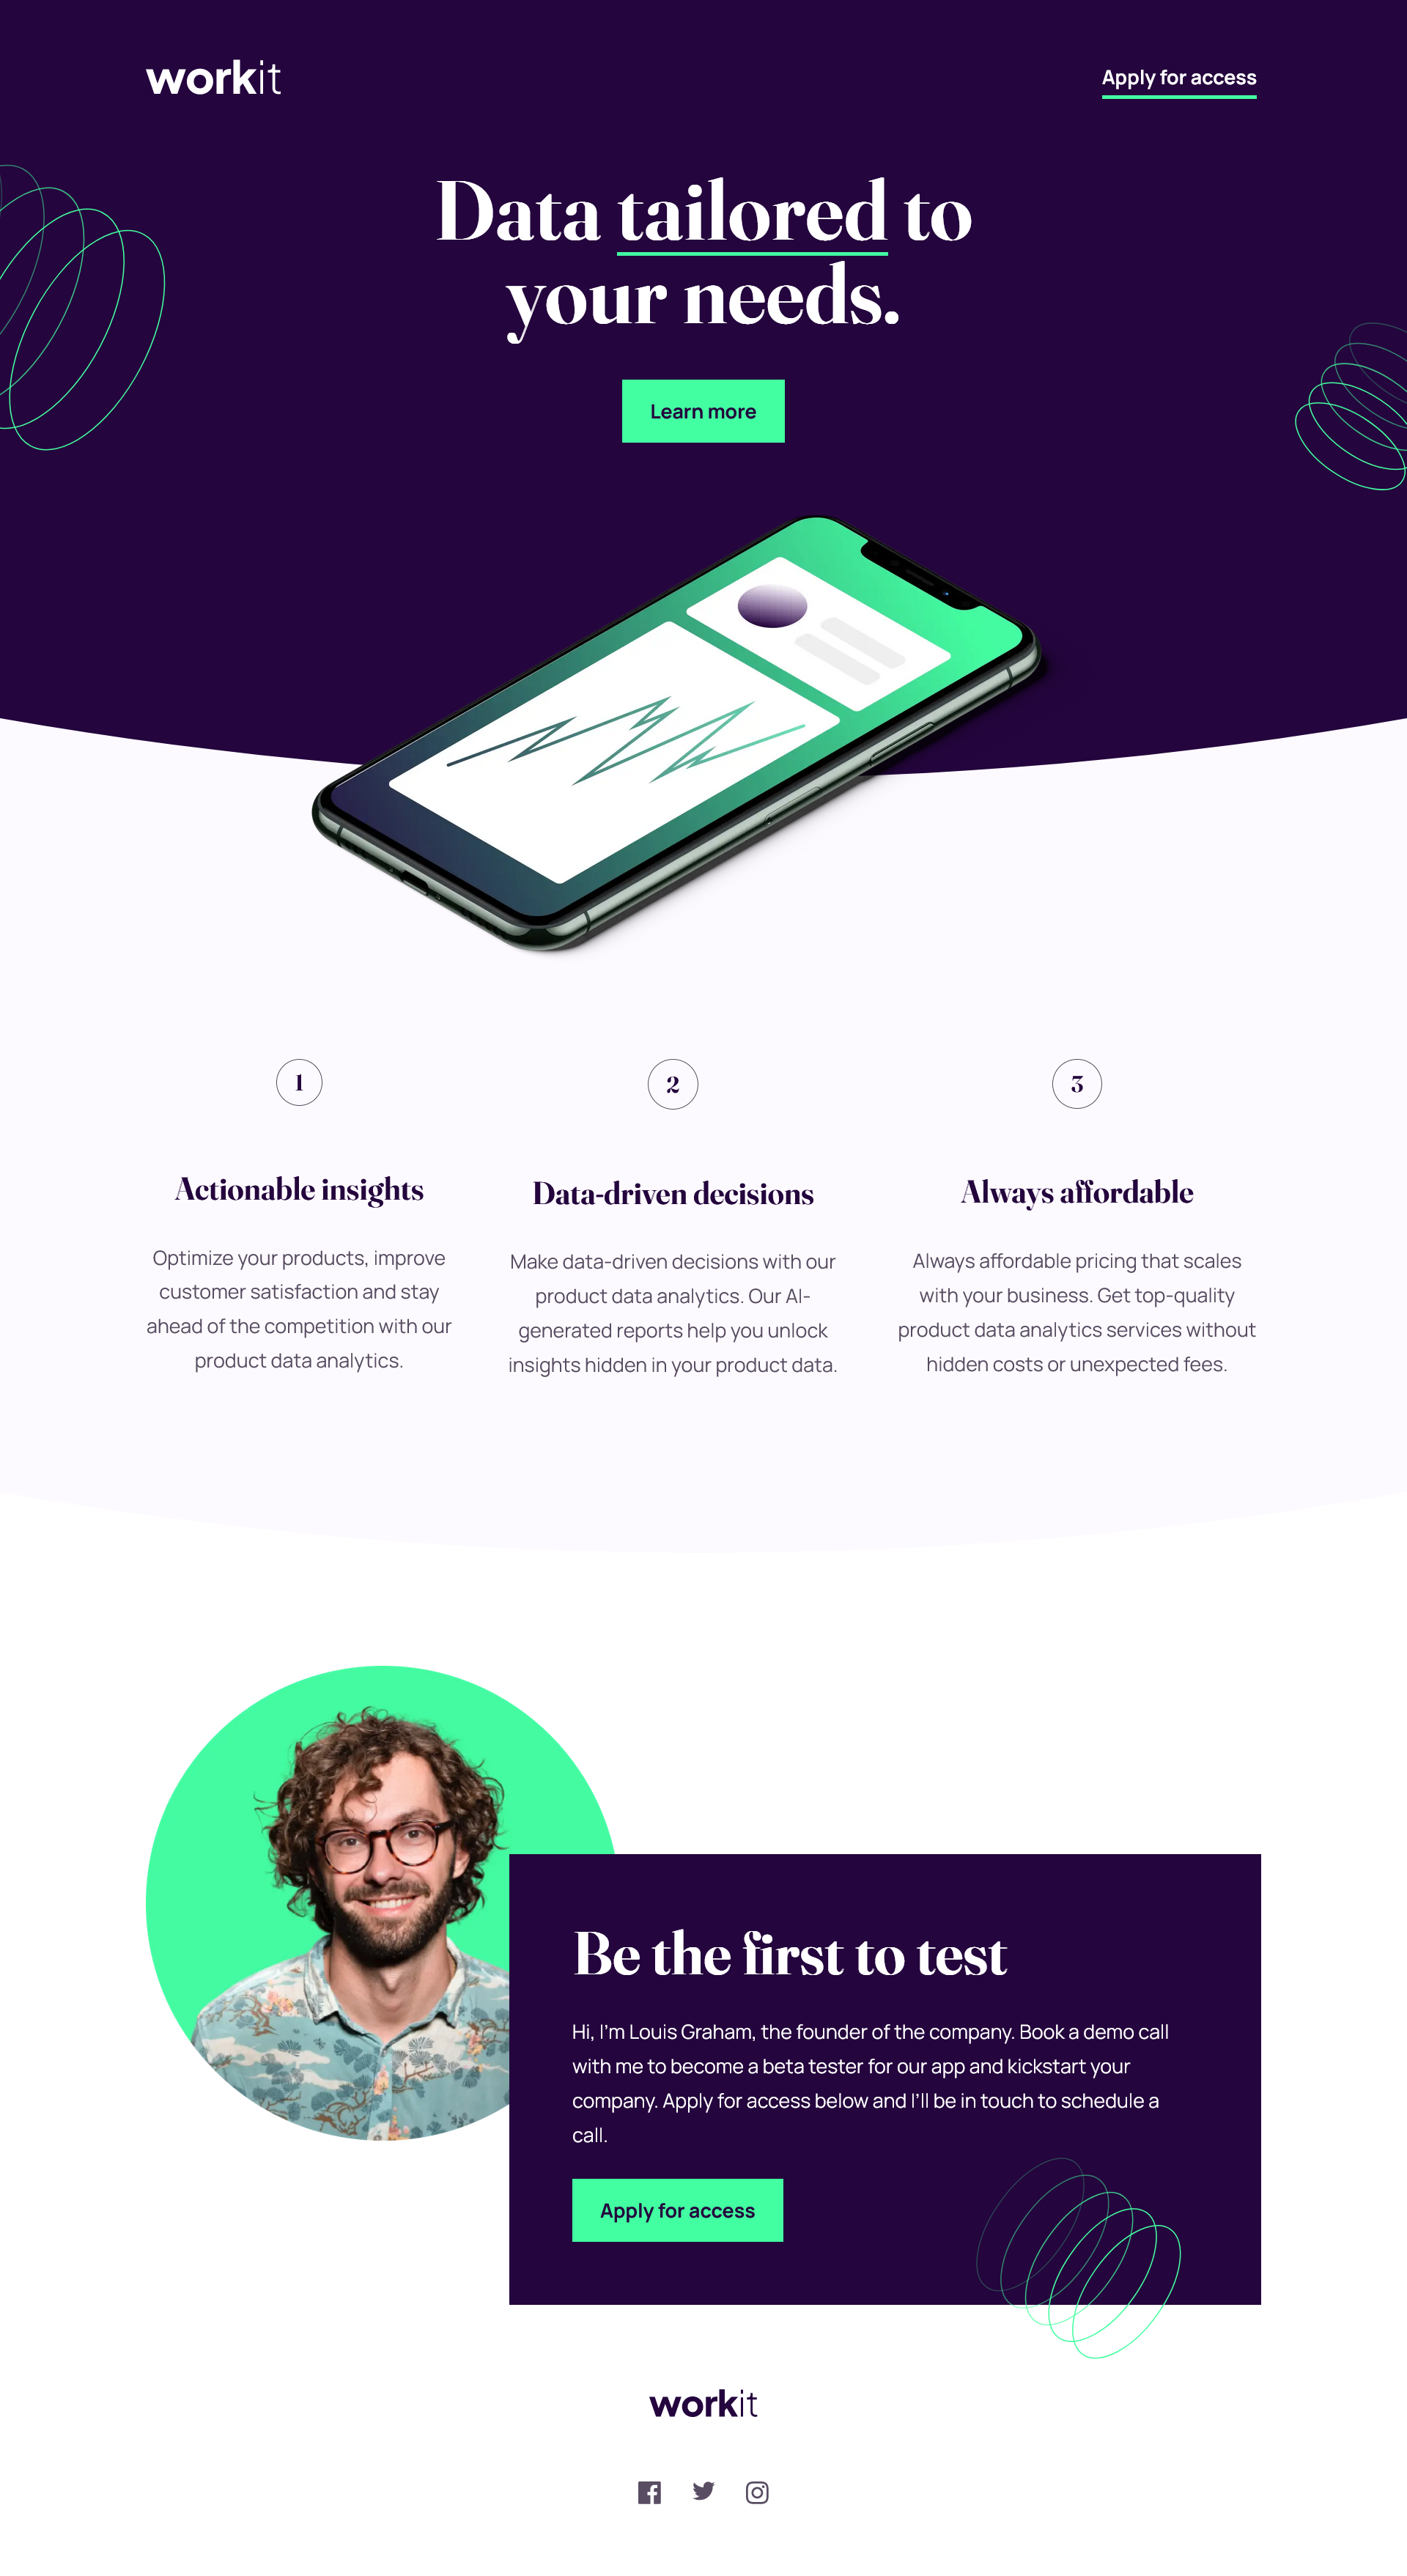 workit
Apply for access
Data tailored to
your needs.
Learn more
1
Actionable insights
Optimize your products, improve
customer satisfaction and stay
ahead of the competition with our
product data analytics.
2
Data-driven decisions
Make data-driven decisions with our
product data analytics. Our AI-
generated reports help you unlock
insights hidden in your product data.
3
Always affordable
Always affordable pricing that scales
with your business. Get top-quality
product data analytics services without
hidden costs or unexpected fees.
Be the first to test
Hi, I'm Louis Graham, the founder of the company. Book a demo call
with me to become a beta tester for our app and kickstart your
company. Apply for access below and I'll be in touch to schedule a
call.
Apply for access
workit